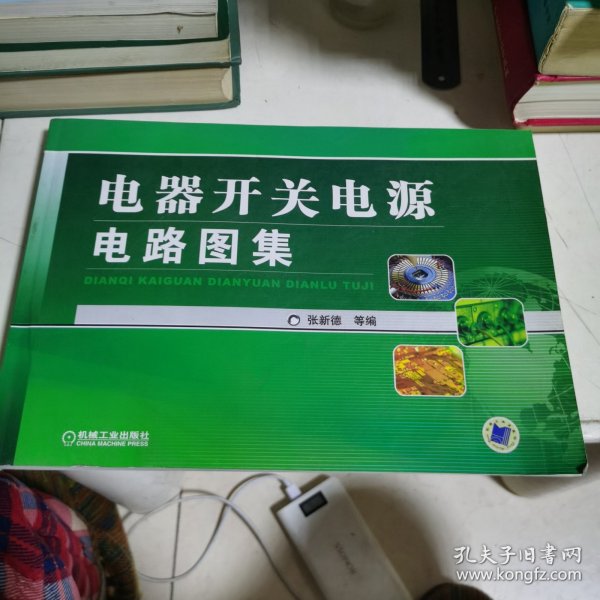 电器开关电源
电路图集
DIANQI KAIGUAN DIANYUAN DIANLU TUJI
张新德 等编
机械工业出版社
CHINA MACHINE PRESS
孔夫子旧书网
www.kongfz.com